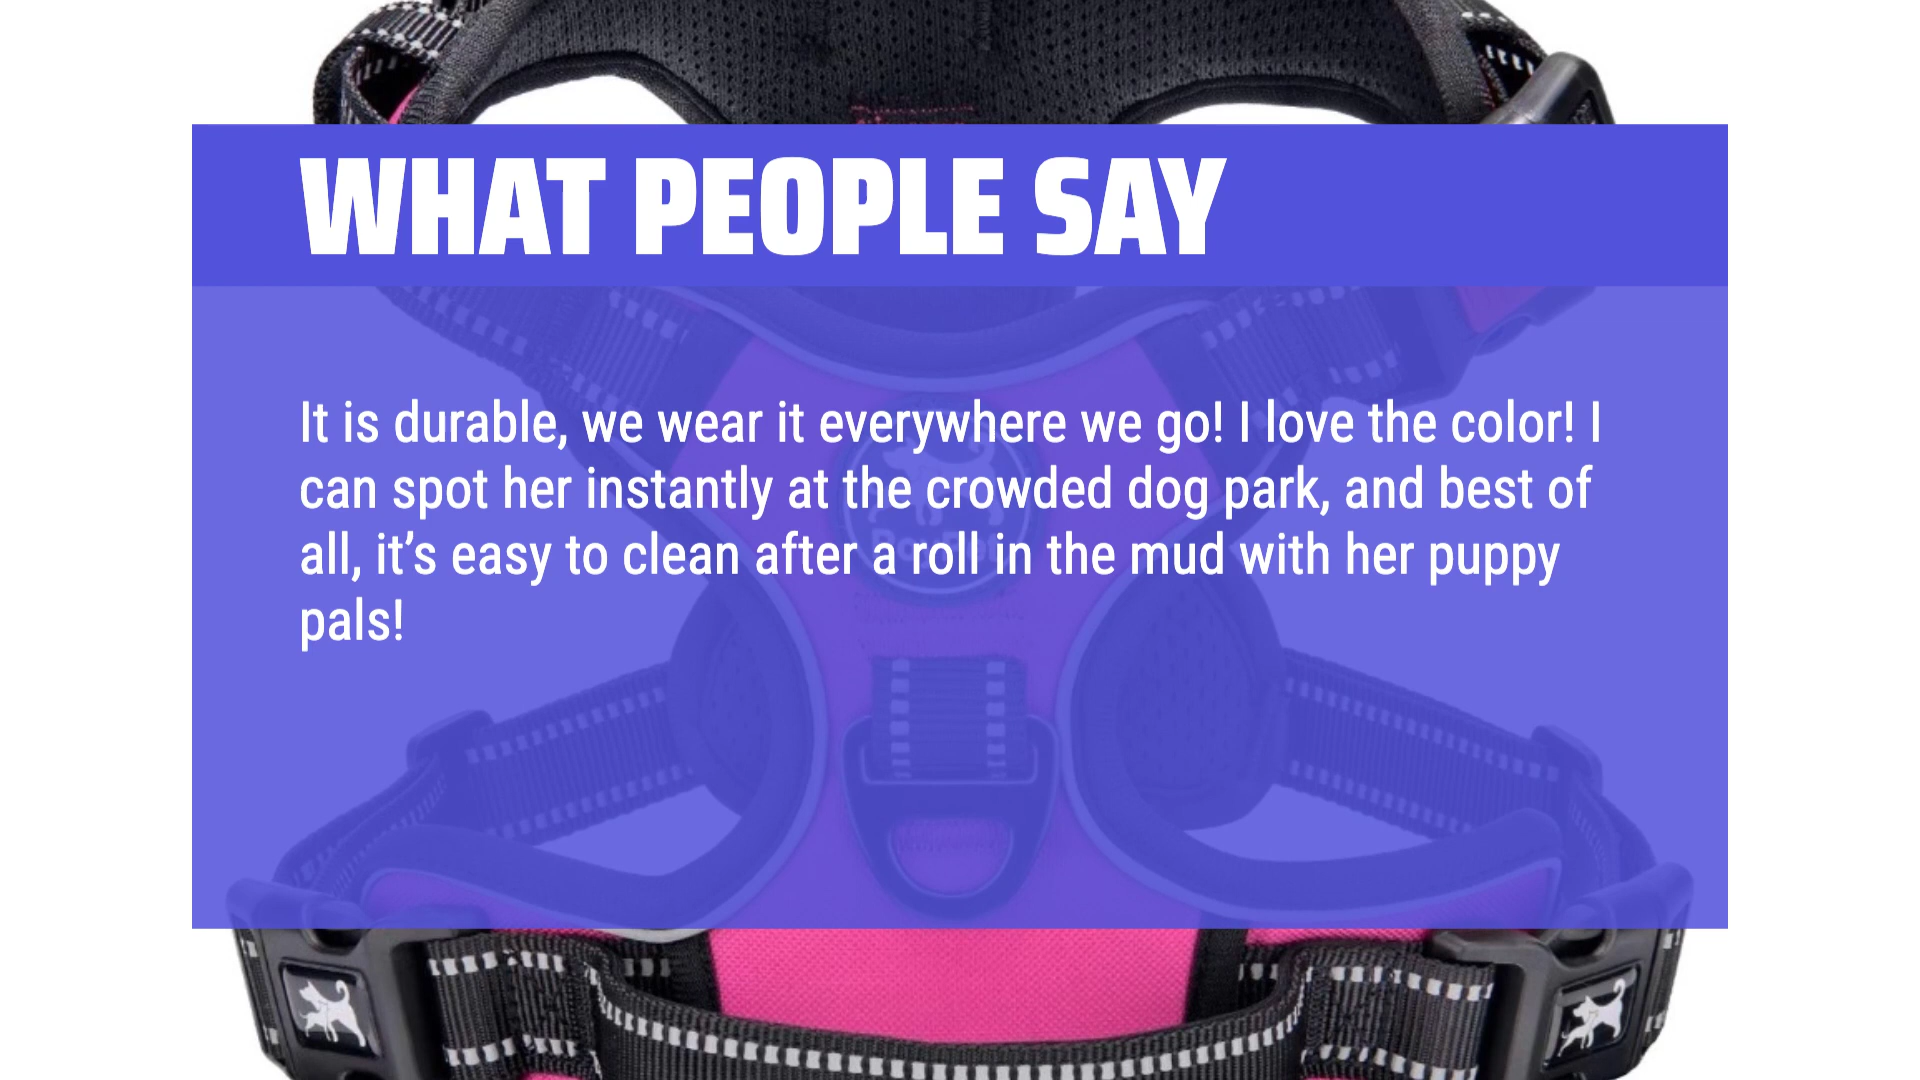 WHAT PEOPLE SAY
It is durable, we wear it everywhere we go! I love the color! I
can spot her instantly at the crowded dog park, and best of
all, it’s easy to clean after a roll in the mud with her puppy
pals!